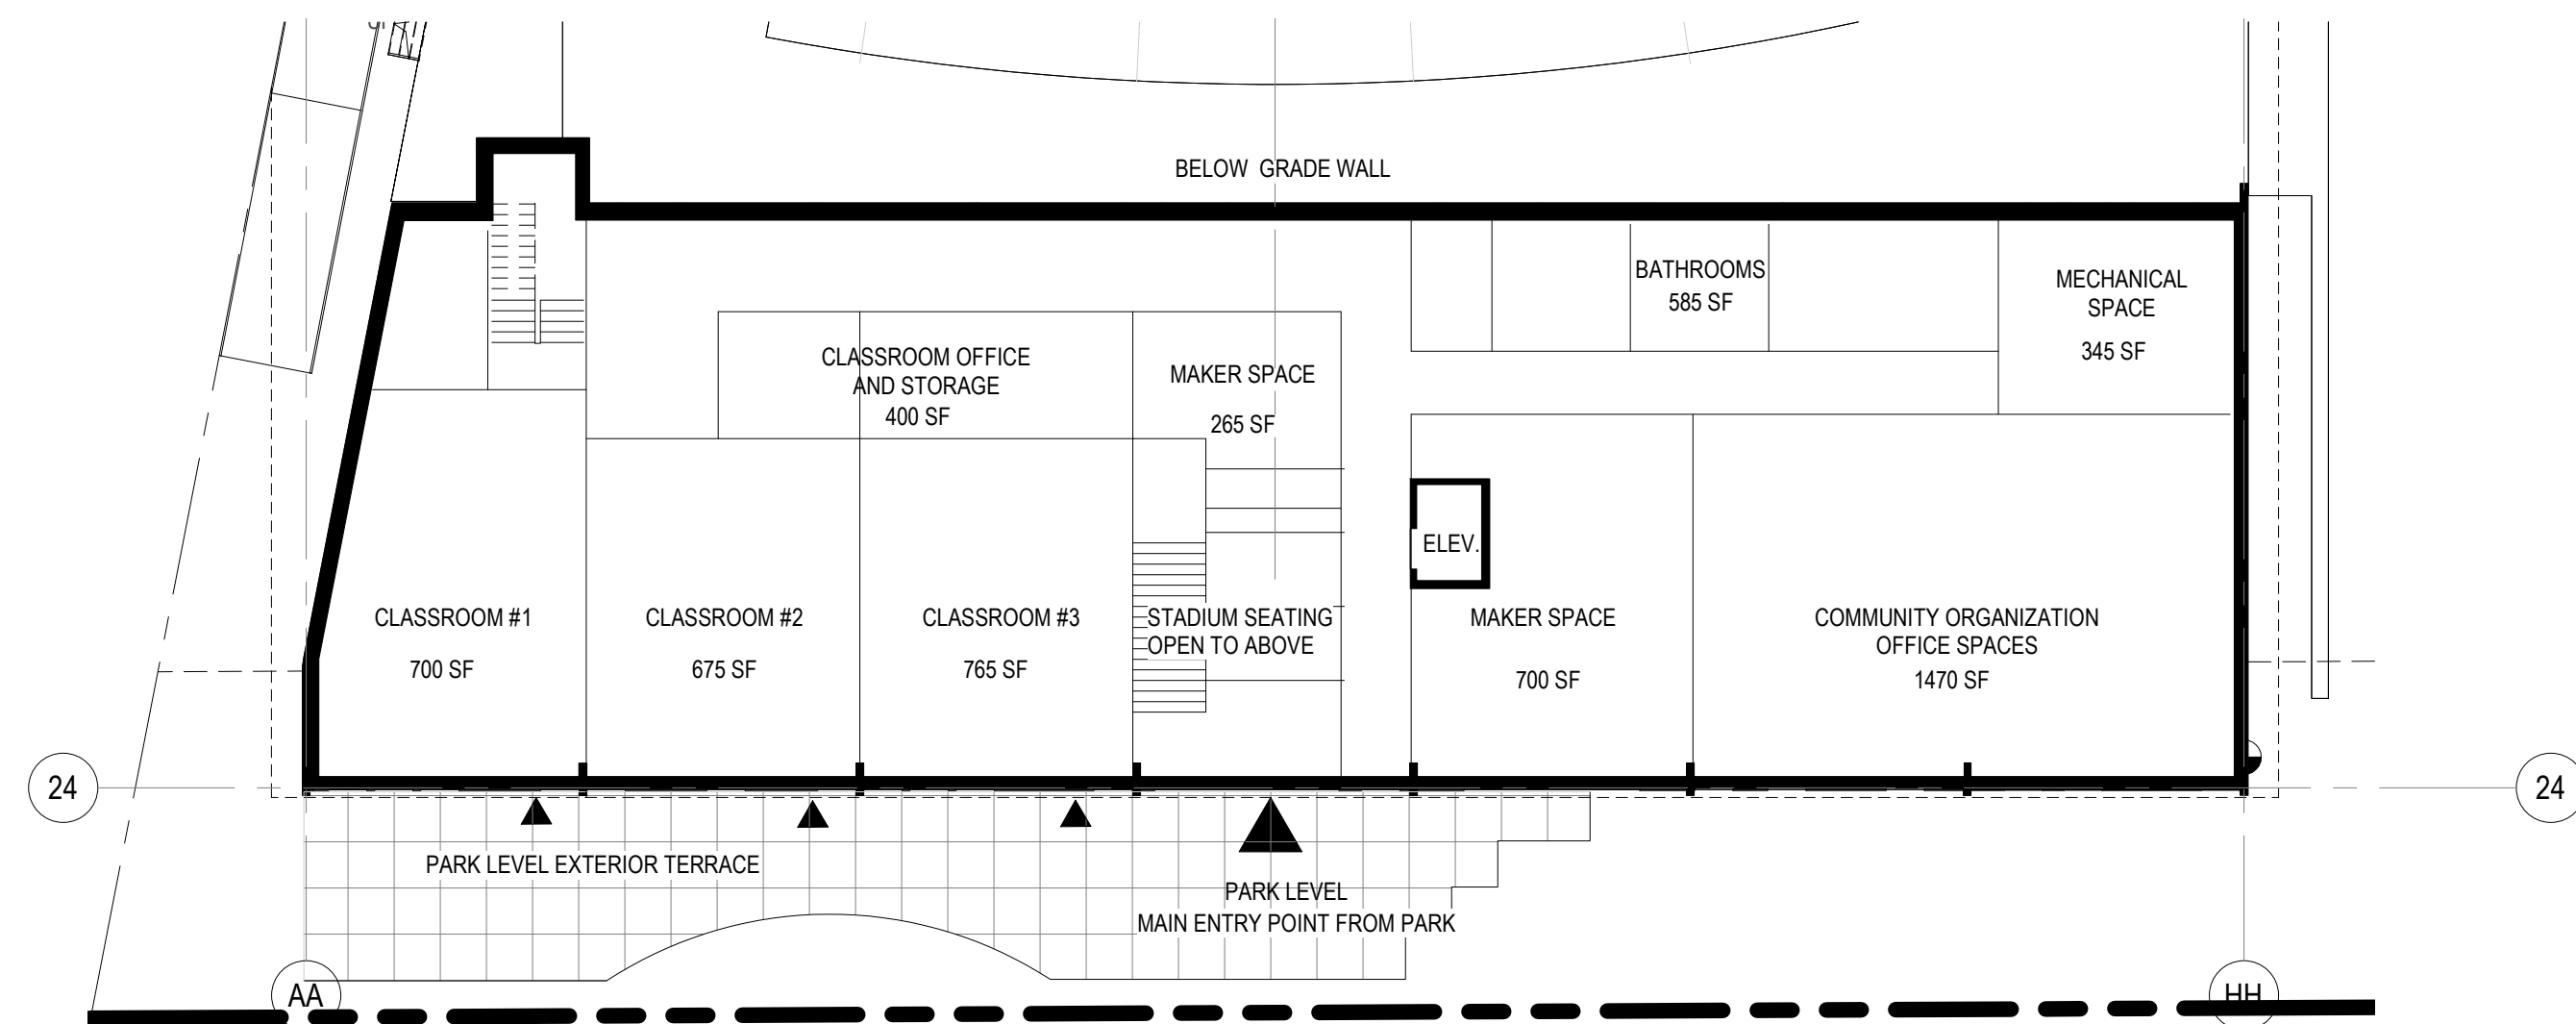 BELOW GRADE WALL
BATHROOMS
585 SF
MECHANICAL
SPACE
345 SF
CLASSROOM OFFICE
AND STORAGE
400 SF
MAKER SPACE
265 SF
ELEV.
CLASSROOM #1
700 SF
CLASSROOM #2
675 SF
CLASSROOM #3
765 SF
STADIUM SEATING
OPEN TO ABOVE
MAKER SPACE
700 SF
COMMUNITY ORGANIZATION
OFFICE SPACES
1470 SF
24
24
PARK LEVEL EXTERIOR TERRACE
PARK LEVEL
MAIN ENTRY POINT FROM PARK
AA
HH